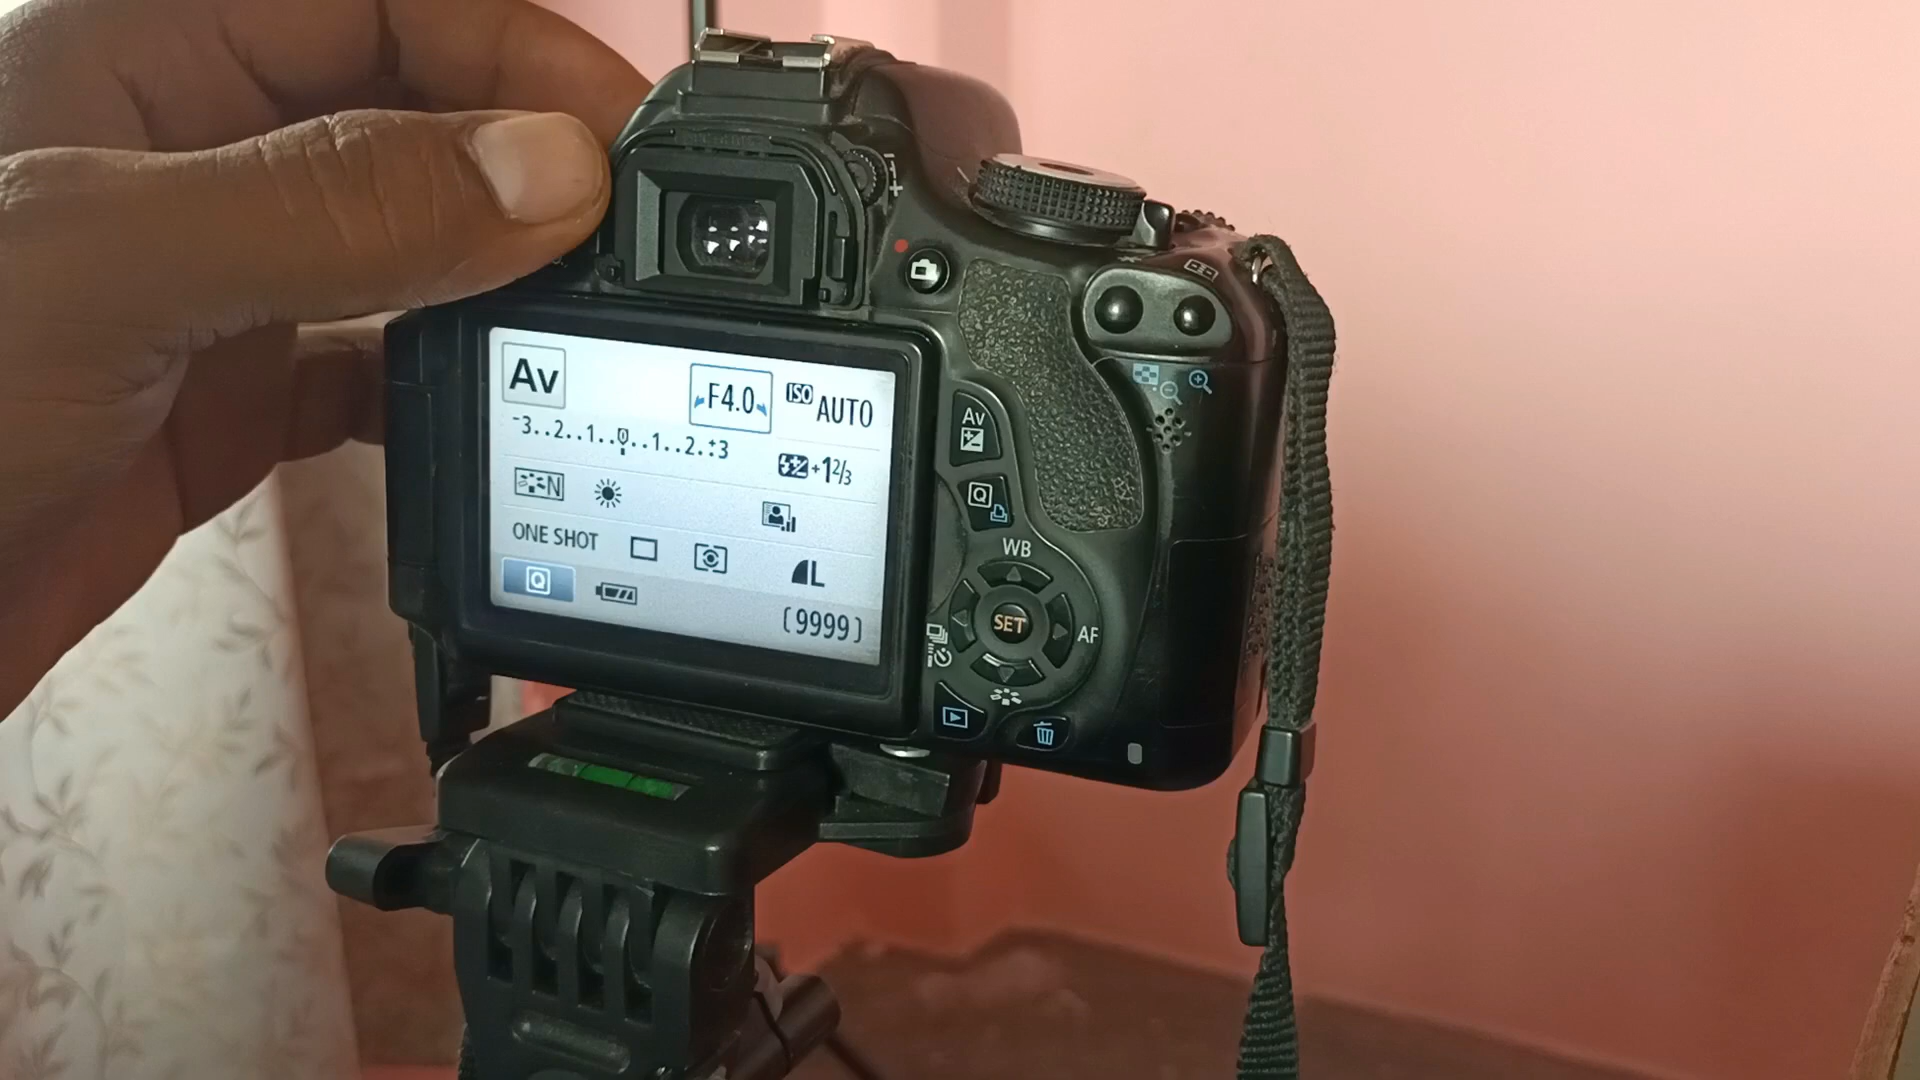 Av
F4.0
ISO AUTO
-3..2..1..0..1..2.:+3
+1 2/3
N
ONE SHOT
L
Q
[9999]
Av
Q
WB
SET
AF